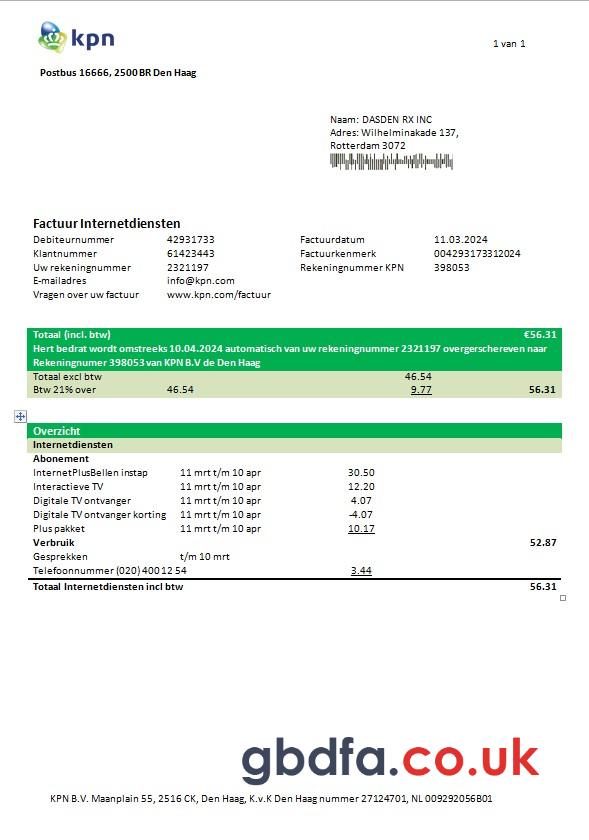 kpn
1 van 1
Postbus 16666, 2500 BR Den Haag
Naam: DASDEN RX INC
Adres: Wilhelminakade 137,
Rotterdam 3072
Factuur Internetdiensten
Debiteurnummer 42931733 Factuurdatum 11.03.2024
Klantnummer 61423443 Factuurkenmerk 004293173312024
Uw rekeningnummer 2321197 Rekeningnummer KPN 398053
E-mailadres info@kpn.com
Vragen over uw factuur www.kpn.com/factuur
Totaal (incl. btw) €56.31
Hert bedrat wordt omstreeks 10.04.2024 automatisch van uw rekeningnummer 2321197 overgerschereven naar
Rekeningnumer 398053 van KPN B.V de Den Haag
Totaal excl btw 46.54
Btw 21% over 46.54 9.77 56.31
Overzicht
Internetdiensten
Abonement
InternetPlusBellen instap 11 mrt t/m 10 apr 30.50
Interactieve TV 11 mrt t/m 10 apr 12.20
Digitale TV ontvanger 11 mrt t/m 10 apr 4.07
Digitale TV ontvanger korting 11 mrt t/m 10 apr -4.07
Plus pakket 11 mrt t/m 10 apr 10.17
Verbruik 52.87
Gesprekken t/m 10 mrt
Telefoonnummer (020) 400 12 54 3.44
Totaal Internetdiensten incl btw 56.31
gbdfa.co.uk
KPN B.V. Maanplain 55, 2516 CK, Den Haag, K.v.K Den Haag nummer 27124701, NL 009292056B01